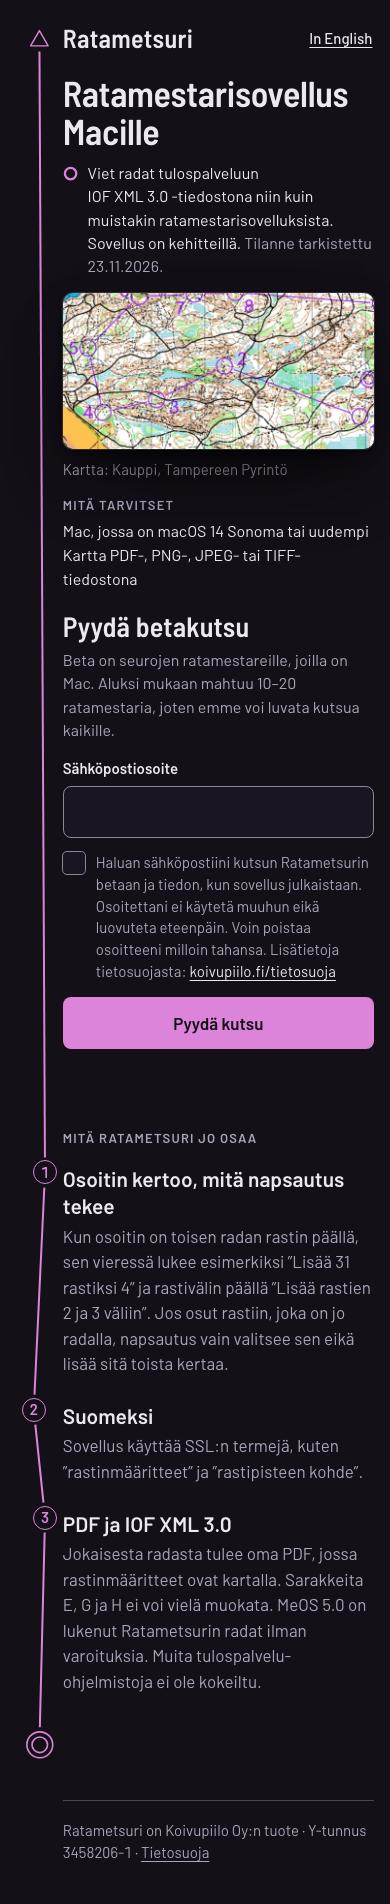 Ratametsuri
In English
Ratamestarisovellus
Macille
Viet radat tulospalveluun
IOF XML 3.0 -tiedostona niin kuin
muistakin ratamestarisovelluksista.
Sovellus on kehitteillä. Tilanne tarkistettu
23.11.2026.
7
8
5
2
4
3
Kartta: Kauppi, Tampereen Pyrintö
MITÄ TARVITSET
Mac, jossa on macOS 14 Sonoma tai uudempi
Kartta PDF-, PNG-, JPEG- tai TIFF-
tiedostona
Pyydä betakutsu
Beta on seurojen ratamestareille, joilla on
Mac. Aluksi mukaan mahtuu 10–20
ratamestaria, joten emme voi luvata kutsua
kaikille.
Sähköpostiosoite
Haluan sähköpostiini kutsun Ratametsurin
betaan ja tiedon, kun sovellus julkaistaan.
Osoitettani ei käytetä muuhun eikä
luovuteta eteenpäin. Voin poistaa
osoitteeni milloin tahansa. Lisätietoja
tietosuojasta: koivupiilo.fi/tietosuoja
Pyydä kutsu
MITÄ RATAMETSURI JO OSAA
1
Osoitin kertoo, mitä napsautus
tekee
Kun osoitin on toisen radan rastin päällä,
sen vieressä lukee esimerkiksi ”Lisää 31
rastiksi 4” ja rastivälin päällä ”Lisää rastien
2 ja 3 väliin”. Jos osut rastiin, joka on jo
radalla, napsautus vain valitsee sen eikä
lisää sitä toista kertaa.
2
Suomeksi
Sovellus käyttää SSL:n termejä, kuten
”rastinmääritteet” ja ”rastipisteen kohde”.
3
PDF ja IOF XML 3.0
Jokaisesta radasta tulee oma PDF, jossa
rastinmääritteet ovat kartalla. Sarakkeita
E, G ja H ei voi vielä muokata. MeOS 5.0 on
lukenut Ratametsurin radat ilman
varoituksia. Muita tulospalvelu-
ohjelmistoja ei ole kokeiltu.
Ratametsuri on Koivupiilo Oy:n tuote · Y-tunnus
3458206-1 · Tietosuoja